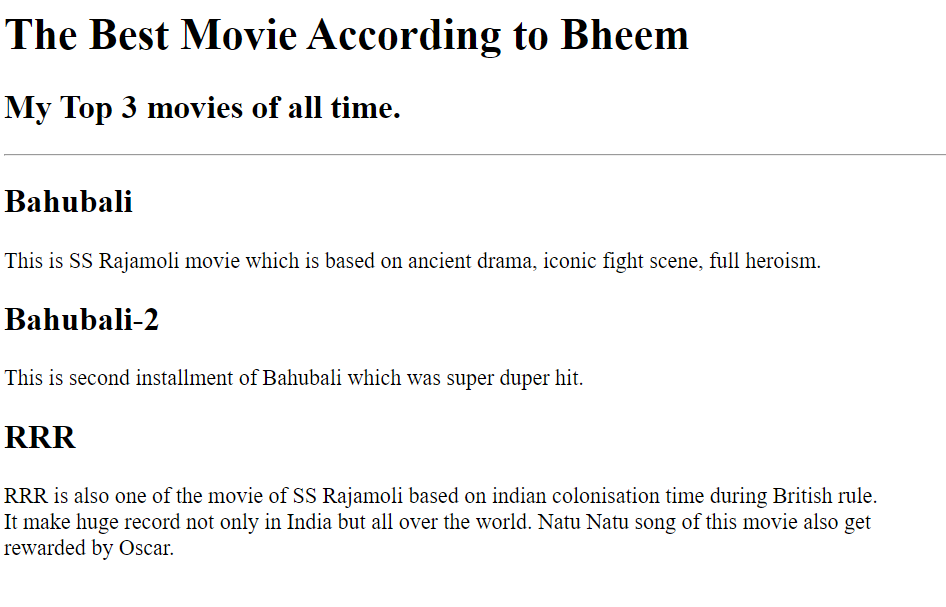 The Best Movie According to Bheem
My Top 3 movies of all time.
Bahubali
This is SS Rajamoli movie which is based on ancient drama, iconic fight scene, full heroism.
Bahubali-2
This is second installment of Bahubali which was super duper hit.
RRR
RRR is also one of the movie of SS Rajamoli based on indian colonisation time during British rule.
It make huge record not only in India but all over the world. Natu Natu song of this movie also get
rewarded by Oscar.